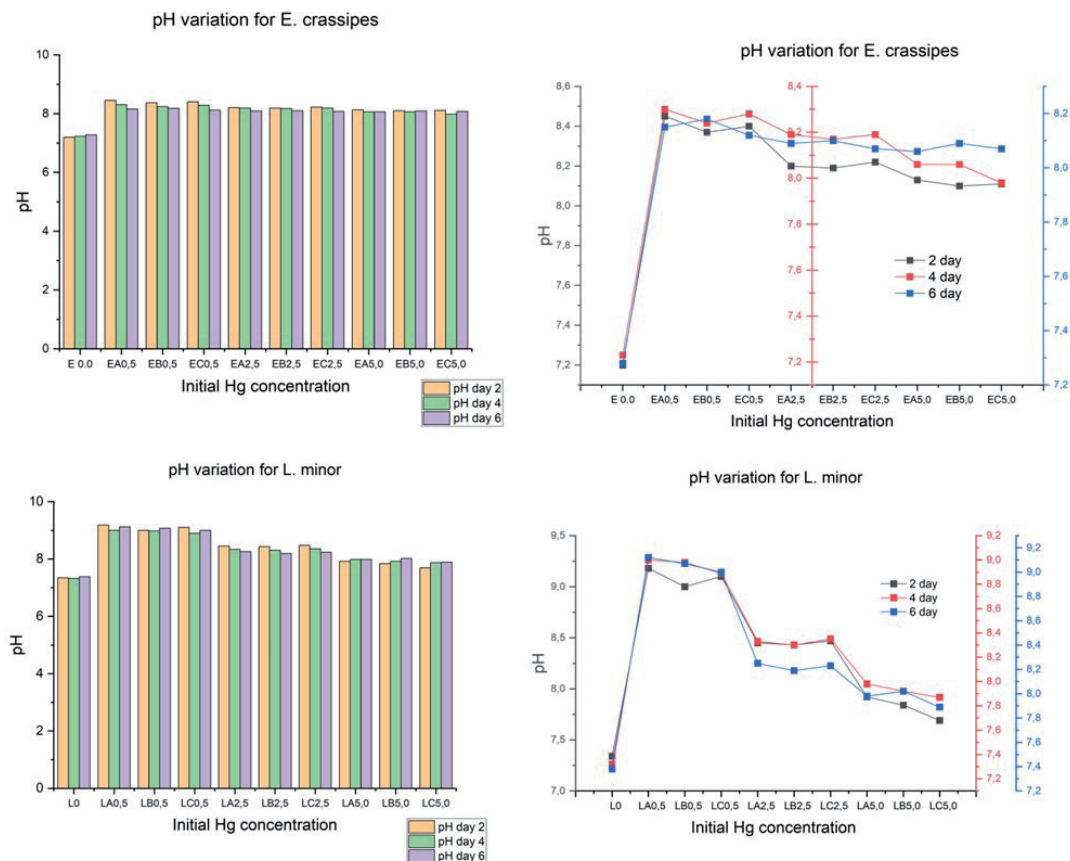 pH variation for E. crassipes
10
8
6
4
2
0
pH
E 0.0 EA0,5 EB0,5 EC0,5 EA2,5 EB2,5 EC2,5 EA5,0 EB5,0 EC5,0
Initial Hg concentration
pH day 2
pH day 4
pH day 6
pH variation for E. crassipes
8,6
8,4
8,2
8,0
7,8
7,6
7,4
7,2
pH
8,4
8,2
8,0
7,8
7,6
7,4
7,2
8,2
8,0
7,8
7,6
7,4
7,2
2 day
4 day
6 day
E 0.0 EA0,5 EB0,5 EC0,5 EA2,5 EB2,5 EC2,5 EA5,0 EB5,0 EC5,0
Initial Hg concentration
pH variation for L. minor
10
8
6
4
2
0
pH
L0 LA0,5 LB0,5 LC0,5 LA2,5 LB2,5 LC2,5 LA5,0 LB5,0 LC5,0
Initial Hg concentration
pH day 2
pH day 4
pH day 6
pH variation for L. minor
9,5
9,0
8,5
8,0
7,5
7,0
pH
2 day
4 day
6 day
9,2
9,0
8,8
8,6
8,4
8,2
8,0
7,8
7,6
7,4
7,2
9,2
9,0
8,8
8,6
8,4
8,2
8,0
7,8
7,6
7,4
7,2
L0 LA0,5 LB0,5 LC0,5 LA2,5 LB2,5 LC2,5 LA5,0 LB5,0 LC5,0
Initial Hg concentration